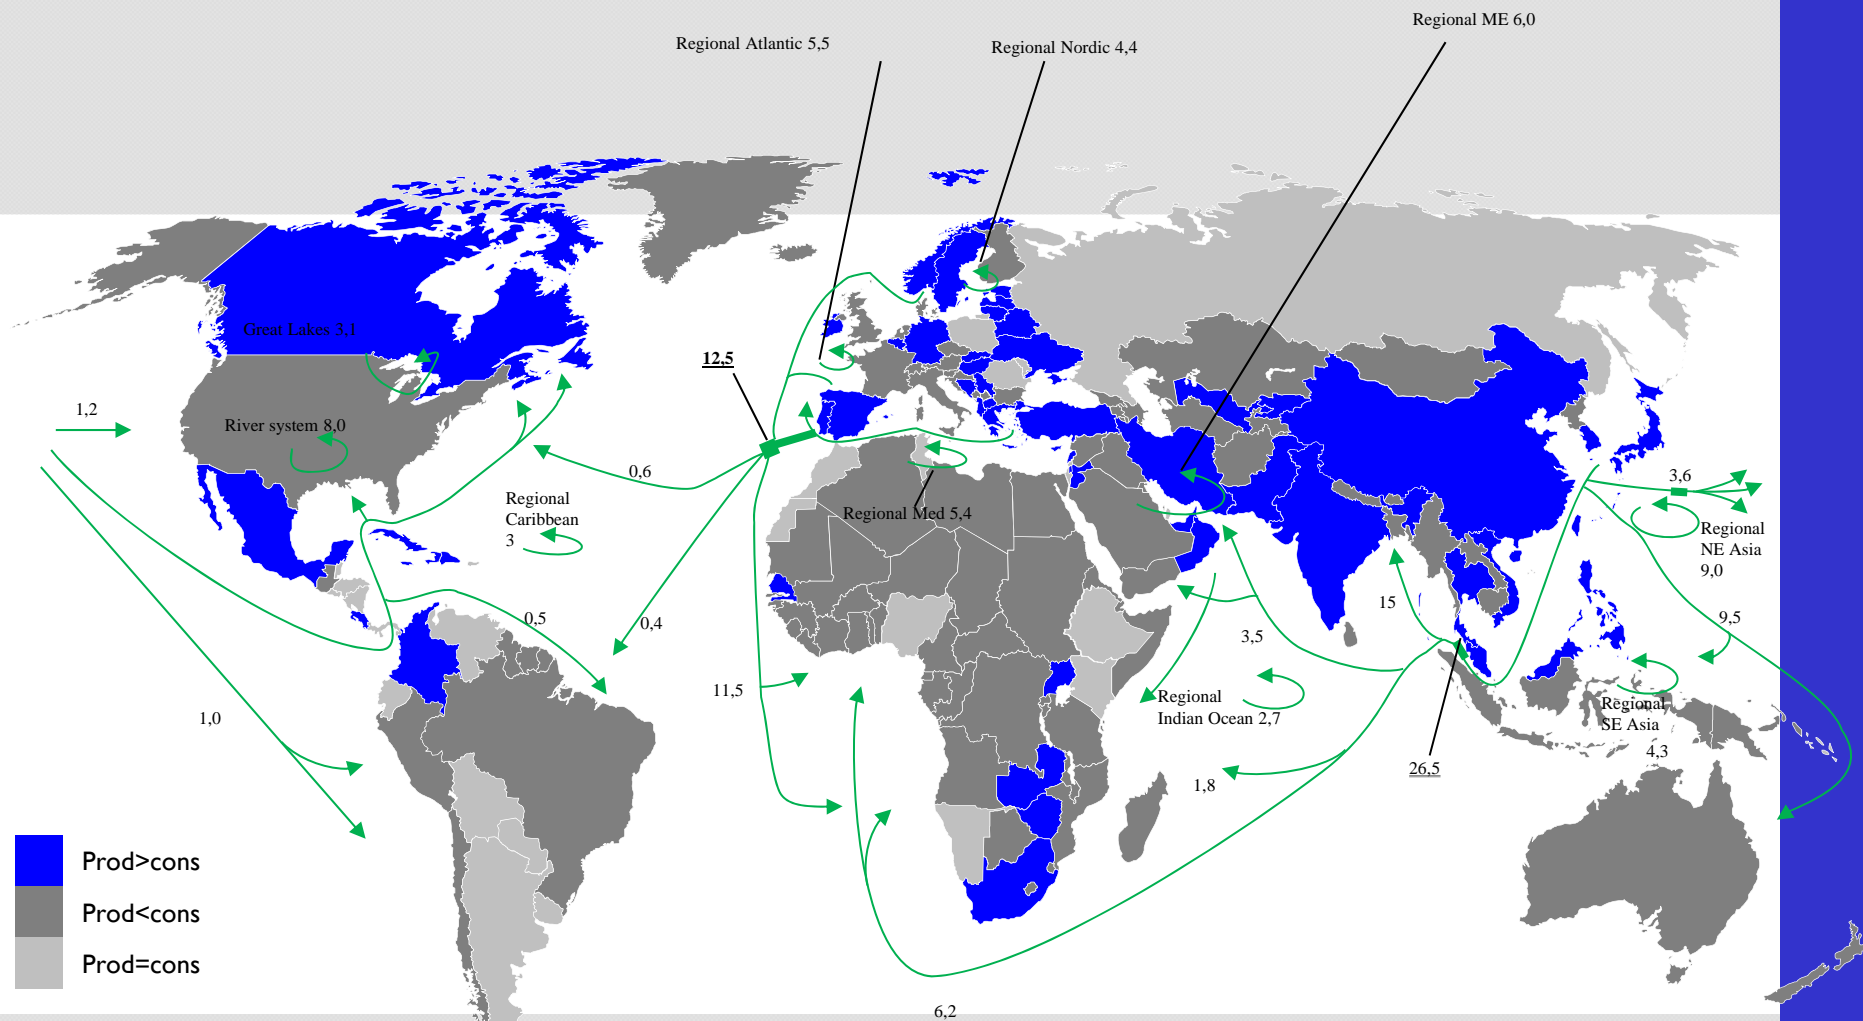 Regional ME 6,0
Regional Atlantic 5,5
Regional Nordic 4,4
Great Lakes 3,1
12,5
1,2
River system 8,0
0,6
3,6
Regional
Caribbean
3
Regional Med 5,4
Regional
NE Asia
9,0
15
0,5
0,4
3,5
9,5
11,5
Regional
Indian Ocean 2,7
Regional
SE Asia
4,3
1,0
26,5
1,8
Prod>cons
Prod<cons
Prod=cons
6,2